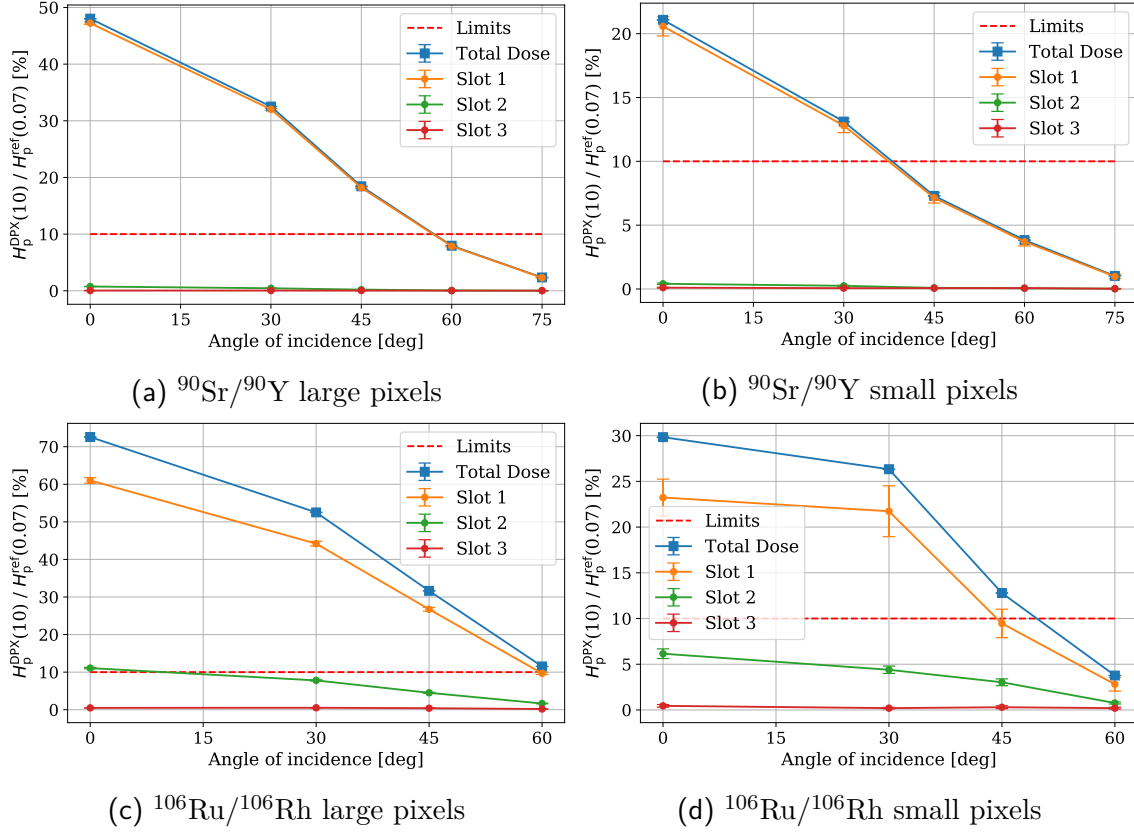 50
40
30
20
10
0
H_p^DPX(10) / H_p^ref(0.07) [%]
Limits
Total Dose
Slot 1
Slot 2
Slot 3
0 15 30 45 60 75
Angle of incidence [deg]
(a) ⁹⁰Sr/⁹⁰Y large pixels
20
15
10
5
0
H_p^DPX(10) / H_p^ref(0.07) [%]
Limits
Total Dose
Slot 1
Slot 2
Slot 3
0 15 30 45 60 75
Angle of incidence [deg]
(b) ⁹⁰Sr/⁹⁰Y small pixels
70
60
50
40
30
20
10
0
H_p^DPX(10) / H_p^ref(0.07) [%]
Limits
Total Dose
Slot 1
Slot 2
Slot 3
0 15 30 45 60
Angle of incidence [deg]
(c) ¹⁰⁶Ru/¹⁰⁶Rh large pixels
30
25
20
15
10
5
0
H_p^DPX(10) / H_p^ref(0.07) [%]
Limits
Total Dose
Slot 1
Slot 2
Slot 3
0 15 30 45 60
Angle of incidence [deg]
(d) ¹⁰⁶Ru/¹⁰⁶Rh small pixels